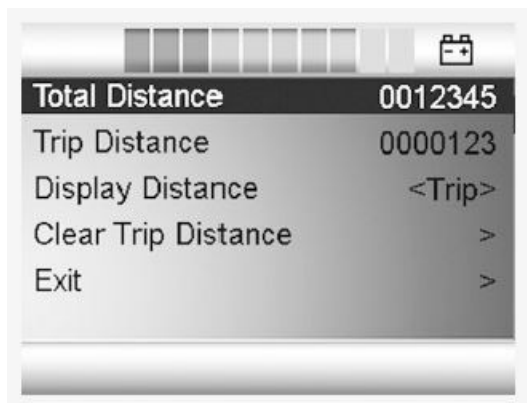 Total Distance 0012345
Trip Distance 0000123
Display Distance <Trip>
Clear Trip Distance >
Exit >